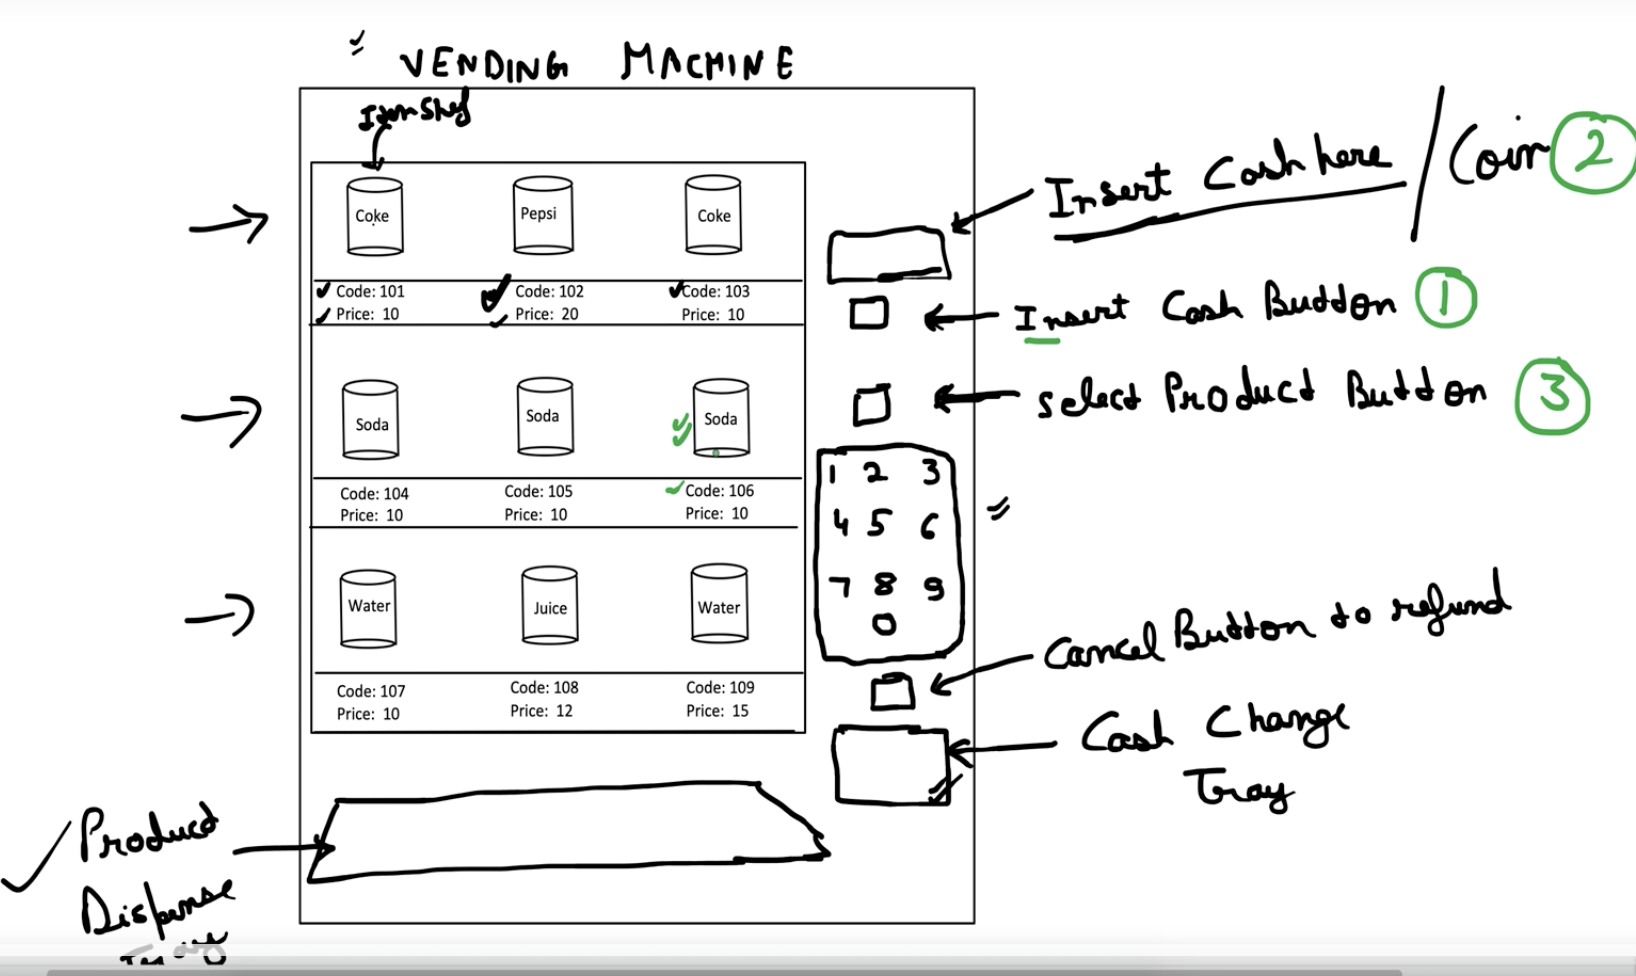 VENDING MACHINE
Item Shelf
Insert Cash here / Coin 2
Coke Pepsi Coke
Code: 101 Code: 102 Code: 103
Price: 10 Price: 20 Price: 10
Insert Cash Button 1
select Product Button 3
Soda Soda Soda
1 2 3
Code: 104 Code: 105 Code: 106
Price: 10 Price: 10 Price: 10
4 5 6
7 8 9
0
Water Juice Water
Cancel Button to refund
Code: 107 Code: 108 Code: 109
Price: 10 Price: 12 Price: 15
Cash Change
Tray
Product
Dispense
Tray